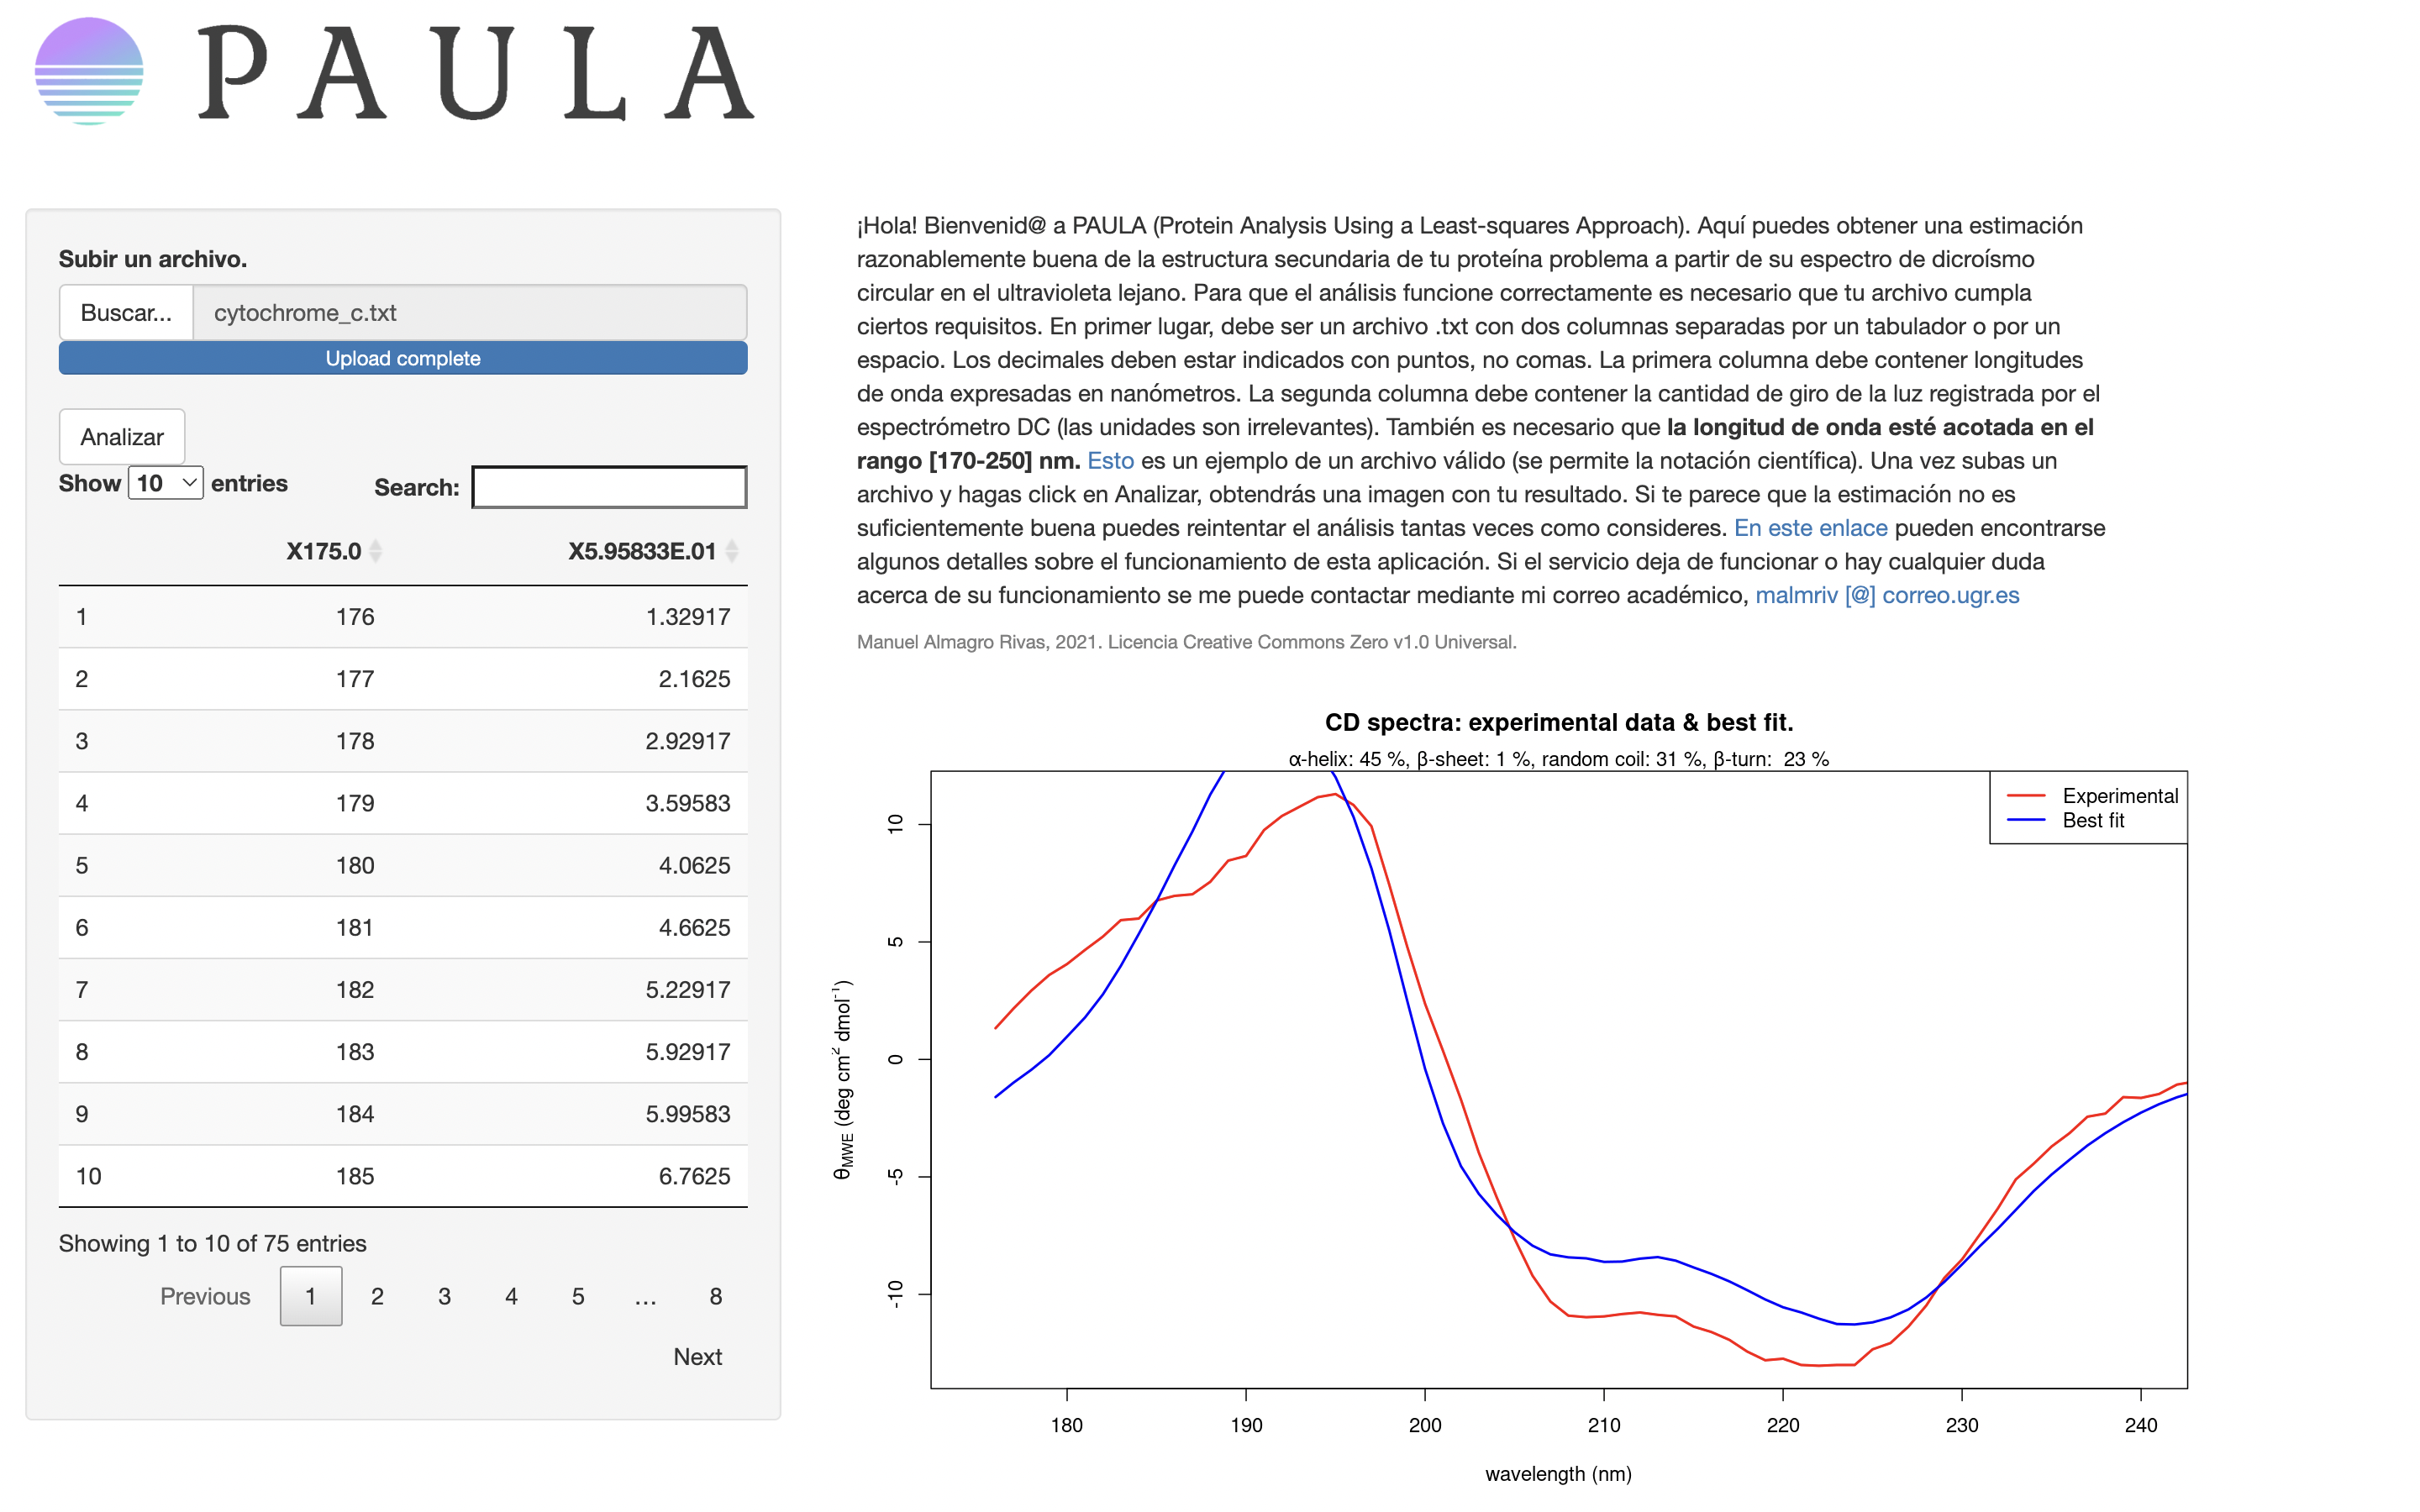 PAULA
Subir un archivo.
Buscar... cytochrome_c.txt
Upload complete
Analizar
Show 10 entries Search:
X175.0 X5.95833E.01
1 176 1.32917
2 177 2.1625
3 178 2.92917
4 179 3.59583
5 180 4.0625
6 181 4.6625
7 182 5.22917
8 183 5.92917
9 184 5.99583
10 185 6.7625
Showing 1 to 10 of 75 entries
Previous 1 2 3 4 5 ... 8
Next
¡Hola! Bienvenid@ a PAULA (Protein Analysis Using a Least-squares Approach). Aquí puedes obtener una estimación
razonablemente buena de la estructura secundaria de tu proteína problema a partir de su espectro de dicroísmo
circular en el ultravioleta lejano. Para que el análisis funcione correctamente es necesario que tu archivo cumpla
ciertos requisitos. En primer lugar, debe ser un archivo .txt con dos columnas separadas por un tabulador o por un
espacio. Los decimales deben estar indicados con puntos, no comas. La primera columna debe contener longitudes
de onda expresadas en nanómetros. La segunda columna debe contener la cantidad de giro de la luz registrada por el
espectrómetro DC (las unidades son irrelevantes). También es necesario que la longitud de onda esté acotada en el
rango [170-250] nm. Esto es un ejemplo de un archivo válido (se permite la notación científica). Una vez subas un
archivo y hagas click en Analizar, obtendrás una imagen con tu resultado. Si te parece que la estimación no es
suficientemente buena puedes reintentar el análisis tantas veces como consideres. En este enlace pueden encontrarse
algunos detalles sobre el funcionamiento de esta aplicación. Si el servicio deja de funcionar o hay cualquier duda
acerca de su funcionamiento se me puede contactar mediante mi correo académico, malmriv [@] correo.ugr.es
Manuel Almagro Rivas, 2021. Licencia Creative Commons Zero v1.0 Universal.
CD spectra: experimental data & best fit.
α-helix: 45 %, β-sheet: 1 %, random coil: 31 %, β-turn: 23 %
Experimental
Best fit
10
5
0
-5
-10
θMWE (deg cm² dmol⁻¹)
180 190 200 210 220 230 240
wavelength (nm)